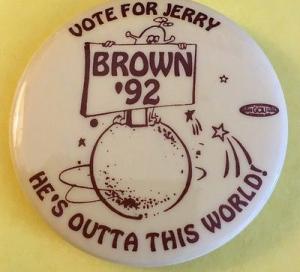 VOTE FOR JERRY
BROWN
'92
HE'S OUTTA THIS WORLD!